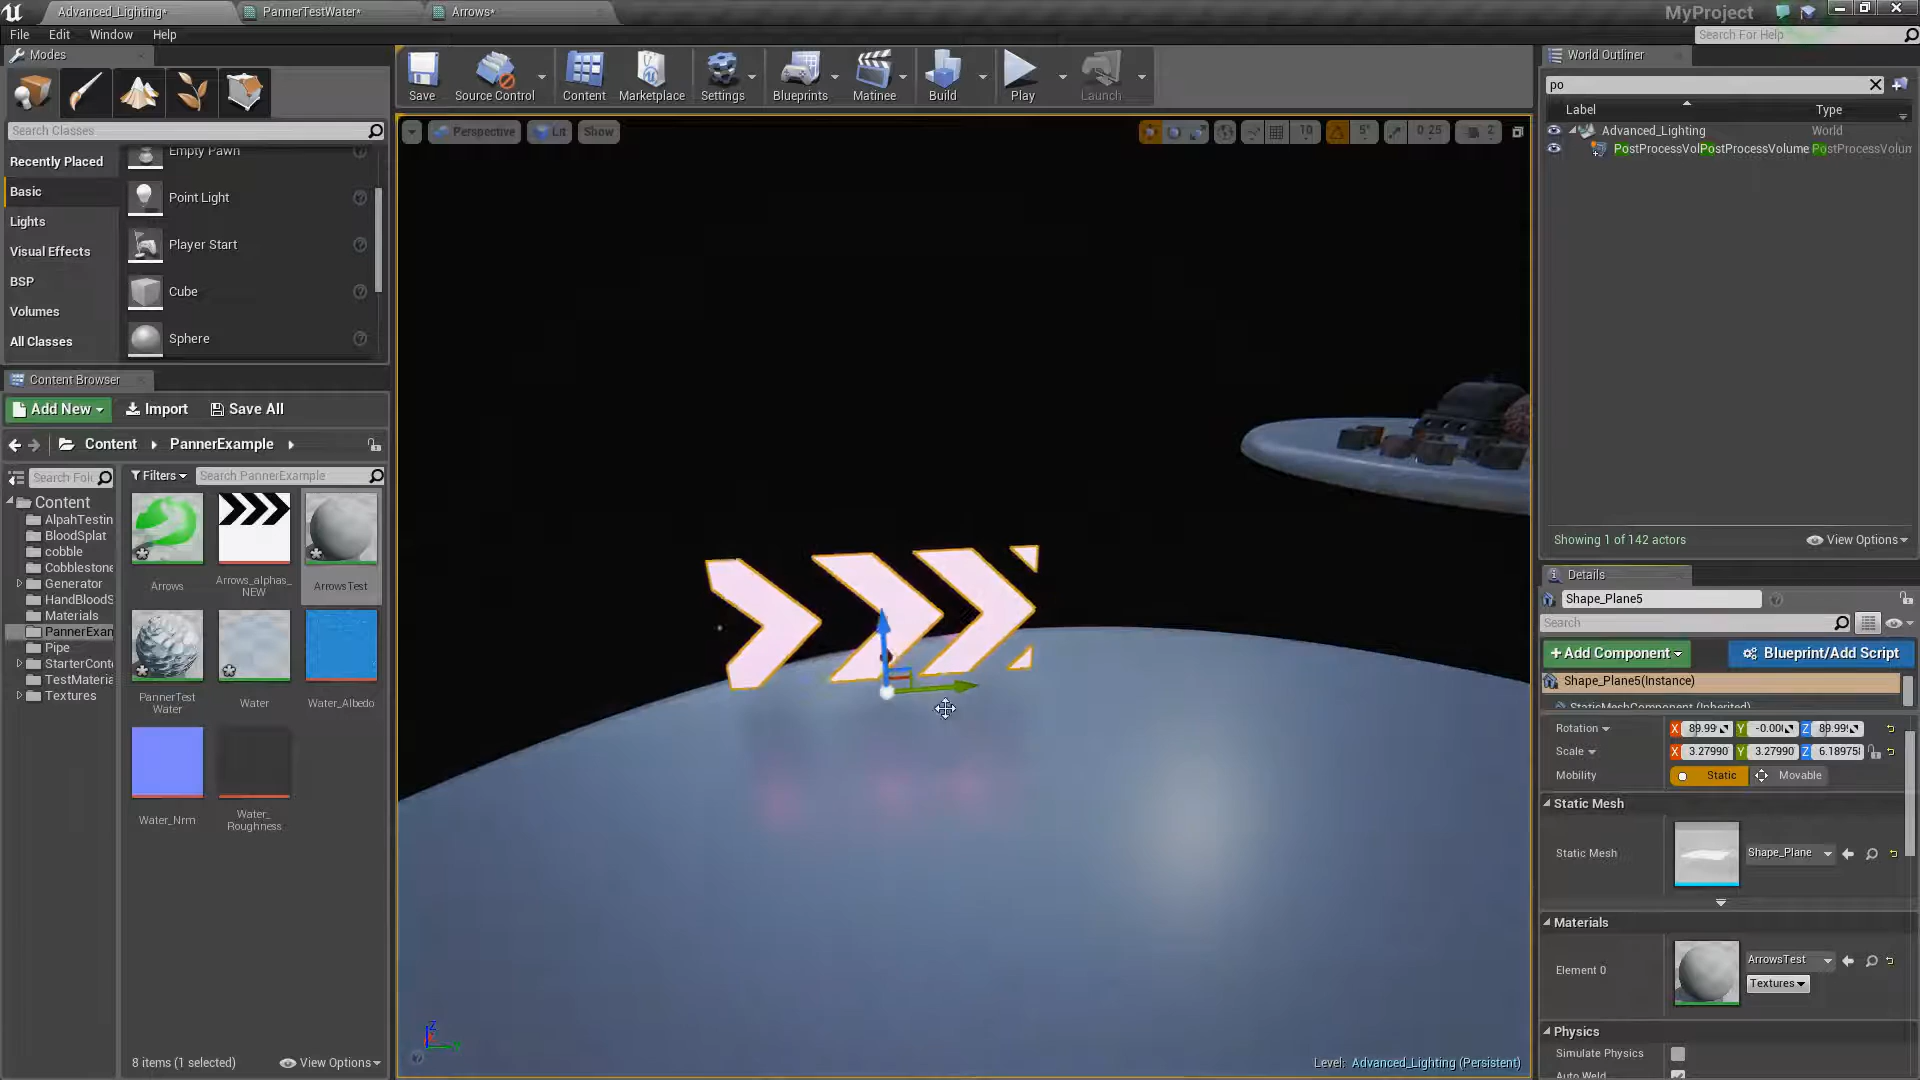 Advanced_Lighting*
PannerTestWater*
Arrows*
MyProject
File Edit Window Help
Search For Help
Modes
Search Classes
Recently Placed
Basic
Lights
Visual Effects
BSP
Volumes
All Classes
Empty Pawn
Point Light
Player Start
Cube
Sphere
Save
Source Control
Content
Marketplace
Settings
Blueprints
Matinee
Build
Play
Launch
Perspective
Lit
Show
10
5°
0.25
2
World Outliner
po
Label
Type
Advanced_Lighting
World
PostProcessVolPostProcessVolume
PostProcessVolum
Showing 1 of 142 actors
View Options
Content Browser
Add New
Import
Save All
Content
PannerExample
Search Fol
Filters
Search PannerExample
Content
AlpahTestin
BloodSplat
cobble
Cobblestone
Generator
HandBloodS
Materials
PannerExan
Pipe
StarterCont
TestMateria
Textures
Arrows
Arrows_alphas_
NEW
ArrowsTest
PannerTest
Water
Water
Water_Albedo
Water_Nrm
Water_
Roughness
8 items (1 selected)
View Options
Level: Advanced_Lighting (Persistent)
Z
Details
Shape_Plane5
Search
+Add Component
Blueprint/Add Script
Shape_Plane5(Instance)
StaticMeshComponent (Inherited)
Rotation
X 89.99
Y -0.00
Z 89.99
Scale
X 3.27990
Y 3.27990
Z 6.18975
Mobility
Static
Movable
Static Mesh
Static Mesh
Shape_Plane
Materials
Element 0
ArrowsTest
Textures
Physics
Simulate Physics
Auto Weld